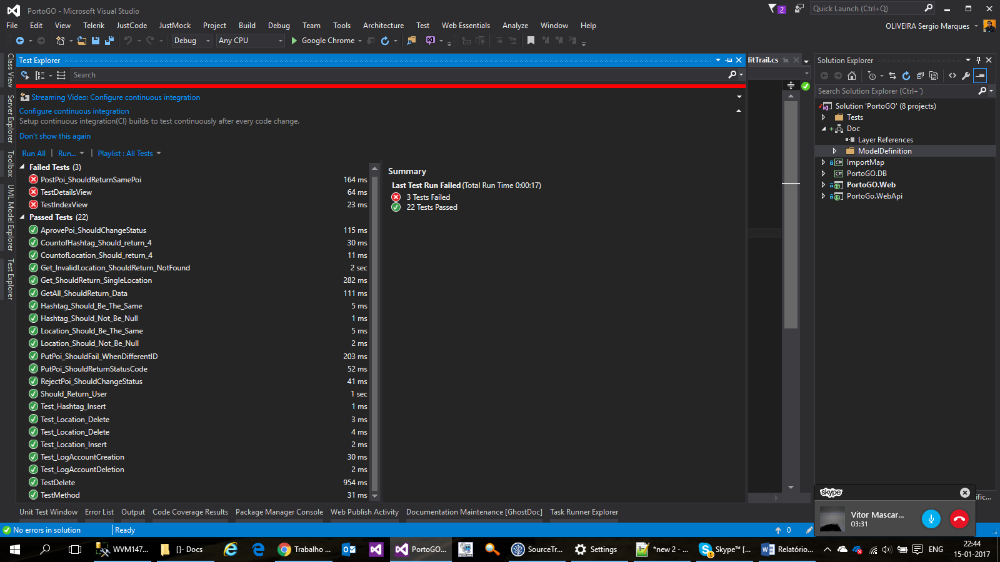 PortoGO - Microsoft Visual Studio
2
Quick Launch (Ctrl+Q)
File Edit View Telerik JustCode JustMock Project Build Debug Team Tools Architecture Test Web Essentials Analyze Window Help
OLIVEIRA Sergio Marques
Debug Any CPU Google Chrome
Class View
Server Explorer
Toolbox
UML Model Explorer
Test Explorer
Test Explorer
Search
Streaming Video: Configure continuous integration
Configure continuous integration
Setup continuous integration(CI) builds to test continuously after every code change.
Don't show this again
Run All | Run... | Playlist : All Tests
Failed Tests (3)
PostPoi_ShouldReturnSamePoi 164 ms
TestDetailsView 64 ms
TestIndexView 23 ms
Passed Tests (22)
AprovePoi_ShouldChangeStatus 115 ms
CountofHashtag_Should_return_4 30 ms
CountofLocation_Should_return_4 11 ms
Get_InvalidLocation_ShouldReturn_NotFound 2 sec
Get_ShouldReturn_SingleLocation 282 ms
GetAll_ShouldReturn_Data 111 ms
Hashtag_Should_Be_The_Same 5 ms
Hashtag_Should_Not_Be_Null 1 ms
Location_Should_Be_The_Same 5 ms
Location_Should_Not_Be_Null 2 ms
PutPoi_ShouldFail_WhenDifferentID 203 ms
PutPoi_ShouldReturnStatusCode 52 ms
RejectPoi_ShouldChangeStatus 41 ms
Should_Return_User 1 sec
Test_Hashtag_Insert 1 ms
Test_Location_Delete 3 ms
Test_Location_Delete 4 ms
Test_Location_Insert 2 ms
Test_LogAccountCreation 30 ms
Test_LogAccountDeletion 2 ms
TestDelete 954 ms
TestMethod 31 ms
Summary
Last Test Run Failed (Total Run Time 0:00:17)
3 Tests Failed
22 Tests Passed
litTrail.cs
Solution Explorer
Search Solution Explorer (Ctrl+´)
Solution 'PortoGO' (8 projects)
Tests
Doc
Layer References
ModelDefinition
ImportMap
PortoGO.DB
PortoGO.Web
PortoGo.WebApi
skype
Vitor Mascar...
03:31
ific...
Unit Test Window Error List Output Code Coverage Results Package Manager Console Web Publish Activity Documentation Maintenance [GhostDoc] Task Runner Explorer
No errors in solution Ready 0
WVM147... []- Docs Trabalho ... PortoGO... SourceTr... Settings *new 2 - ... Skype™ [... Relatório... ENG
1
22:44
15-01-2017